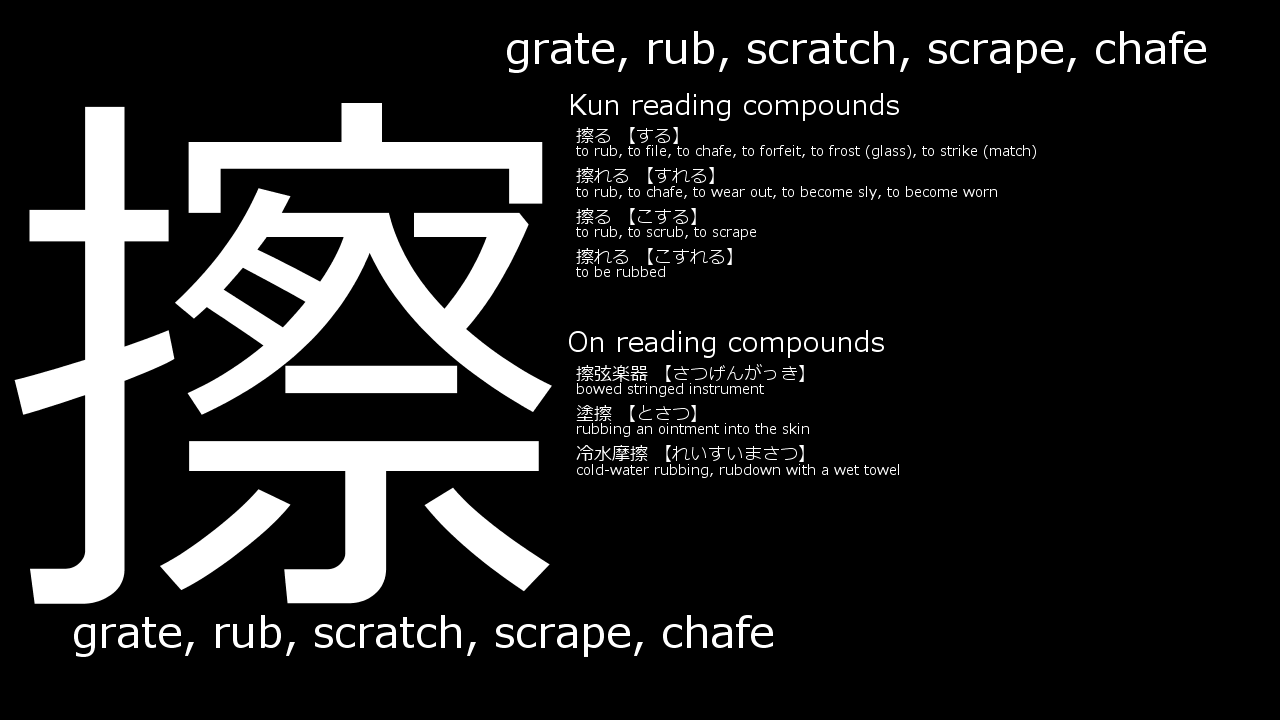 grate, rub, scratch, scrape, chafe
擦
Kun reading compounds
擦る 【する】
to rub, to file, to chafe, to forfeit, to frost (glass), to strike (match)
擦れる 【すれる】
to rub, to chafe, to wear out, to become sly, to become worn
擦る 【こする】
to rub, to scrub, to scrape
擦れる 【こすれる】
to be rubbed
On reading compounds
擦弦楽器 【さつげんがっき】
bowed stringed instrument
塗擦 【とさつ】
rubbing an ointment into the skin
冷水摩擦 【れいすいまさつ】
cold-water rubbing, rubdown with a wet towel
grate, rub, scratch, scrape, chafe